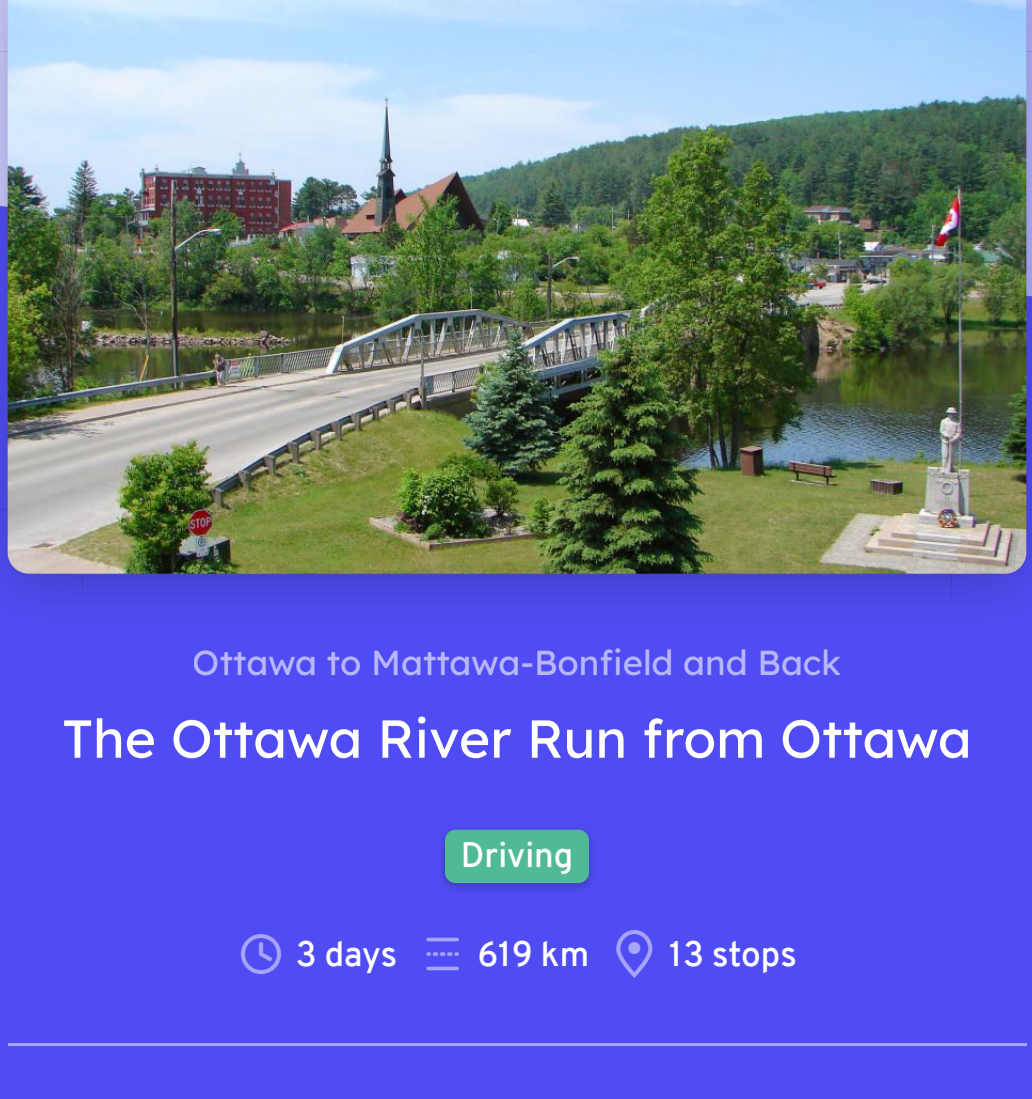 STOP
Ottawa to Mattawa-Bonfield and Back
The Ottawa River Run from Ottawa
Driving
3 days 619 km 13 stops